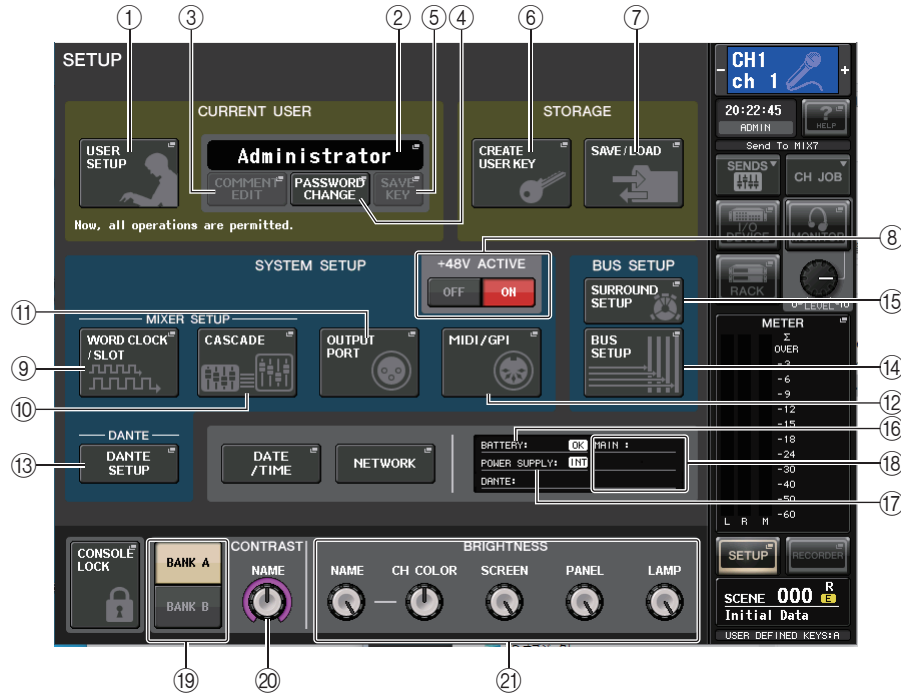 ① ③ ② ⑤ ④ ⑥ ⑦
SETUP
CH1
ch 1
- +
20:22:45
ADMIN
?
HELP
Send To MIX7
CURRENT USER
STORAGE
USER
SETUP
Administrator
COMMENT
EDIT
PASSWORD
CHANGE
SAVE
KEY
CREATE
USER KEY
SAVE/LOAD
Now, all operations are permitted.
SENDS
CH JOB
I/O
DEVICE
MONITOR
RACK
LEVEL
⑧
SYSTEM SETUP
+48V ACTIVE
OFF
ON
BUS SETUP
SURROUND
SETUP
⑮
⑪
MIXER SETUP
WORD CLOCK
/SLOT
CASCADE
OUTPUT
PORT
MIDI/GPI
BUS
SETUP
⑨
⑩
⑫
⑭
METER
Σ
OVER
-3
-6
-9
-12
-15
-18
-24
-30
-40
-50
-60
L R M
DANTE
DANTE
SETUP
⑬
DATE
/TIME
NETWORK
BATTERY: OK
POWER SUPPLY: INT
DANTE:
MAIN :
⑯
⑱
⑰
CONSOLE
LOCK
BANK A
BANK B
CONTRAST
NAME
BRIGHTNESS
NAME
CH COLOR
SCREEN
PANEL
LAMP
SETUP
RECORDER
SCENE 000 R
E
Initial Data
USER DEFINED KEYS:A
⑲ ⑳ ㉑